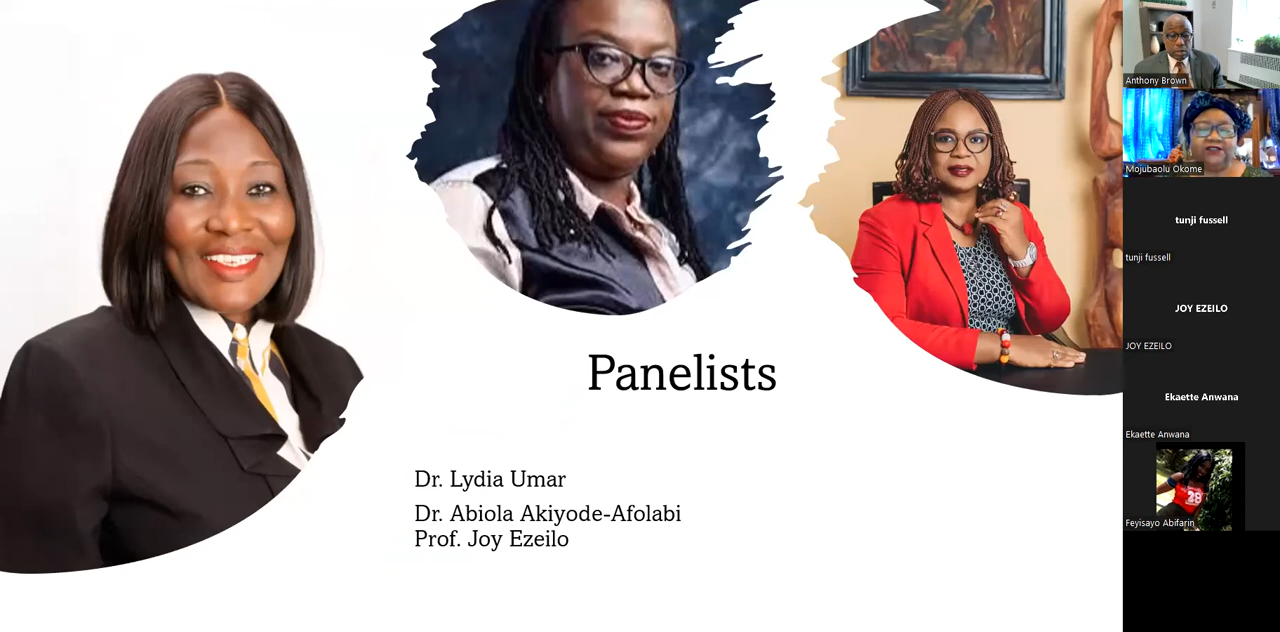 Panelists
Dr. Lydia Umar
Dr. Abiola Akiyode-Afolabi
Prof. Joy Ezeilo
Anthony Brown
Mojubaolu Okome
tunji fussell
tunji fussell
JOY EZEILO
JOY EZEILO
Ekaette Anwana
Ekaette Anwana
28
Feyisayo Abifarin